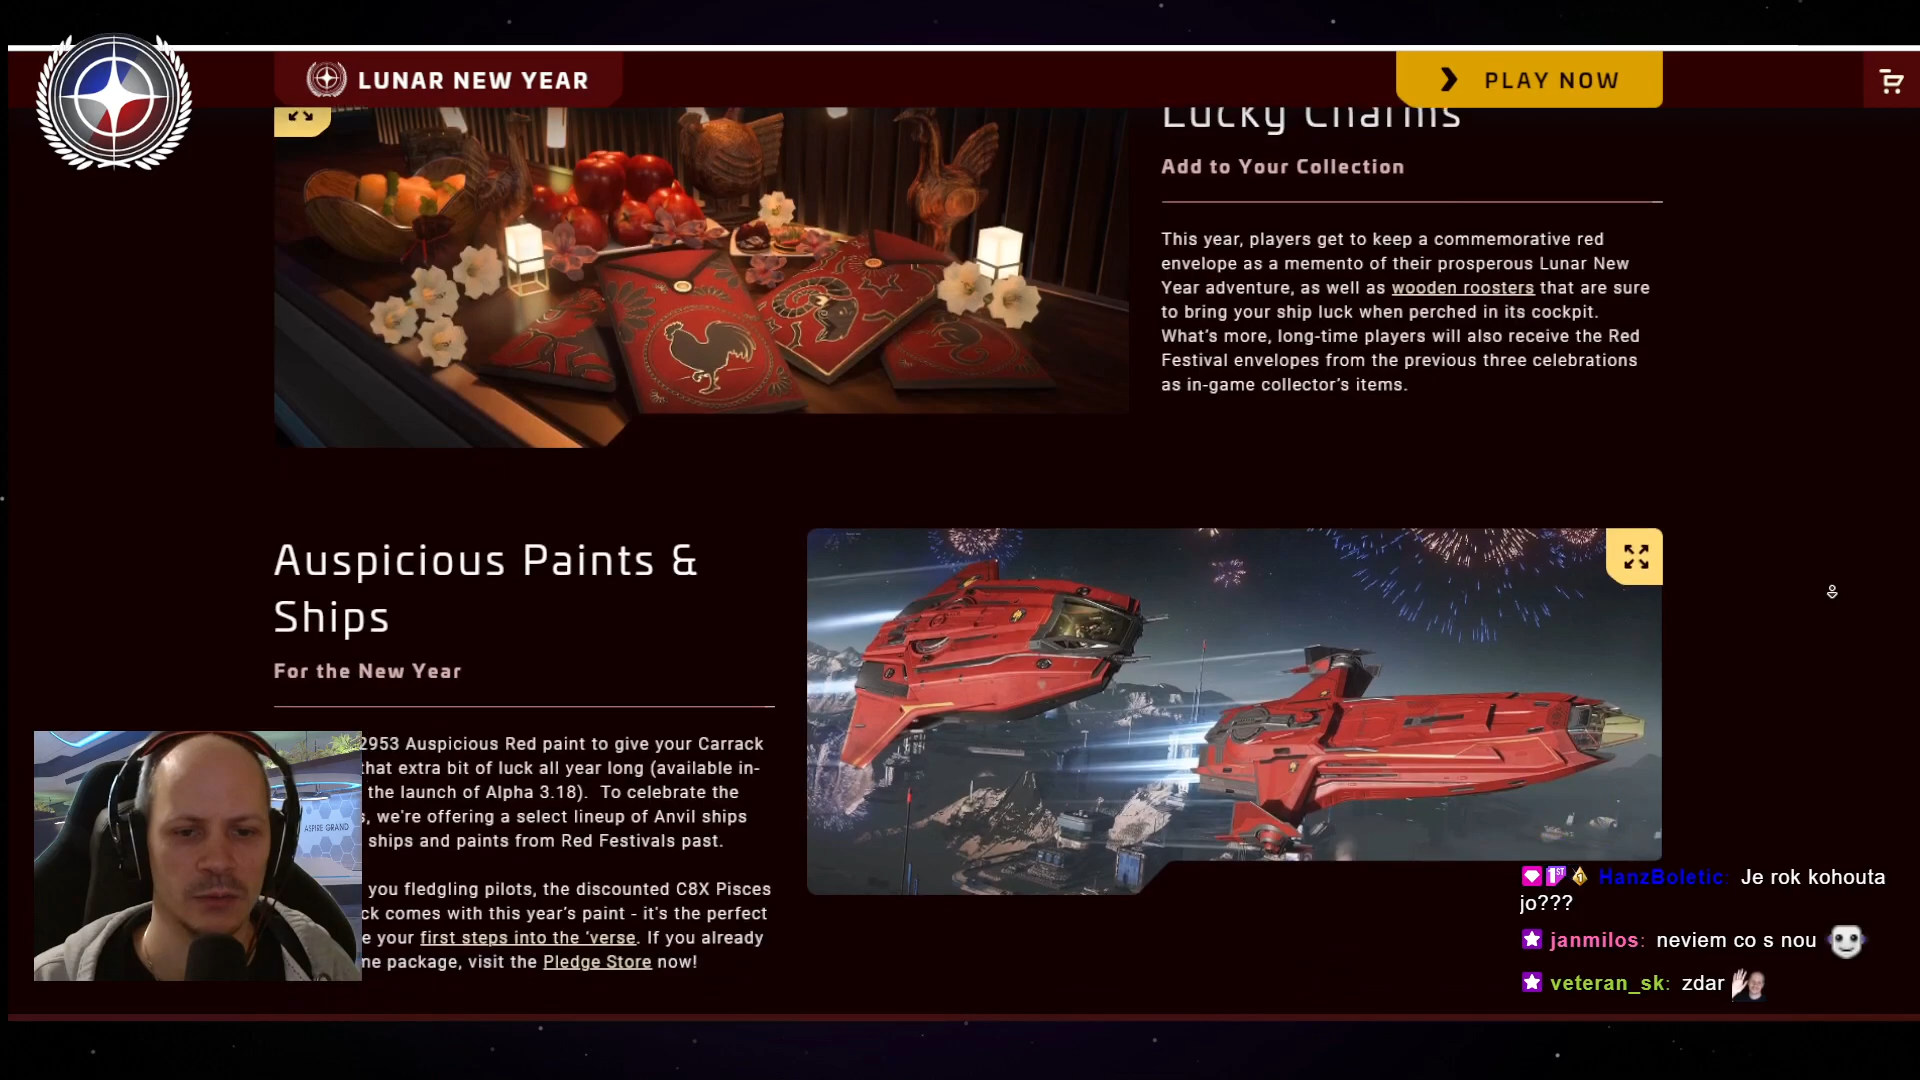 LUNAR NEW YEAR
PLAY NOW
Lucky Charms
Add to Your Collection
This year, players get to keep a commemorative red
envelope as a memento of their prosperous Lunar New
Year adventure, as well as wooden roosters that are sure
to bring your ship luck when perched in its cockpit.
What's more, long-time players will also receive the Red
Festival envelopes from the previous three celebrations
as in-game collector's items.
Auspicious Paints &
Ships
For the New Year
2953 Auspicious Red paint to give your Carrack
that extra bit of luck all year long (available in-
the launch of Alpha 3.18). To celebrate the
, we're offering a select lineup of Anvil ships
ships and paints from Red Festivals past.
you fledgling pilots, the discounted C8X Pisces
ck comes with this year's paint - it's the perfect
e your first steps into the 'verse. If you already
me package, visit the Pledge Store now!
ASPIRE GRAND
1ST HanzBoletic: Je rok kohouta
jo???
janmilos: neviem co s nou
veteran_sk: zdar